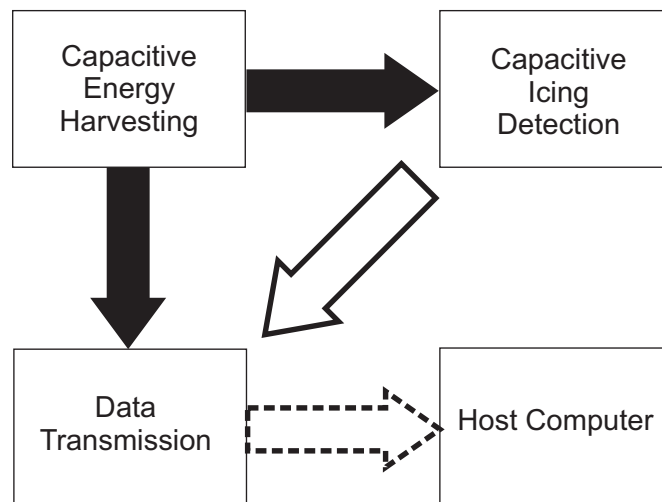 Capacitive
Energy
Harvesting
Capacitive
Icing
Detection
Data
Transmission
Host Computer